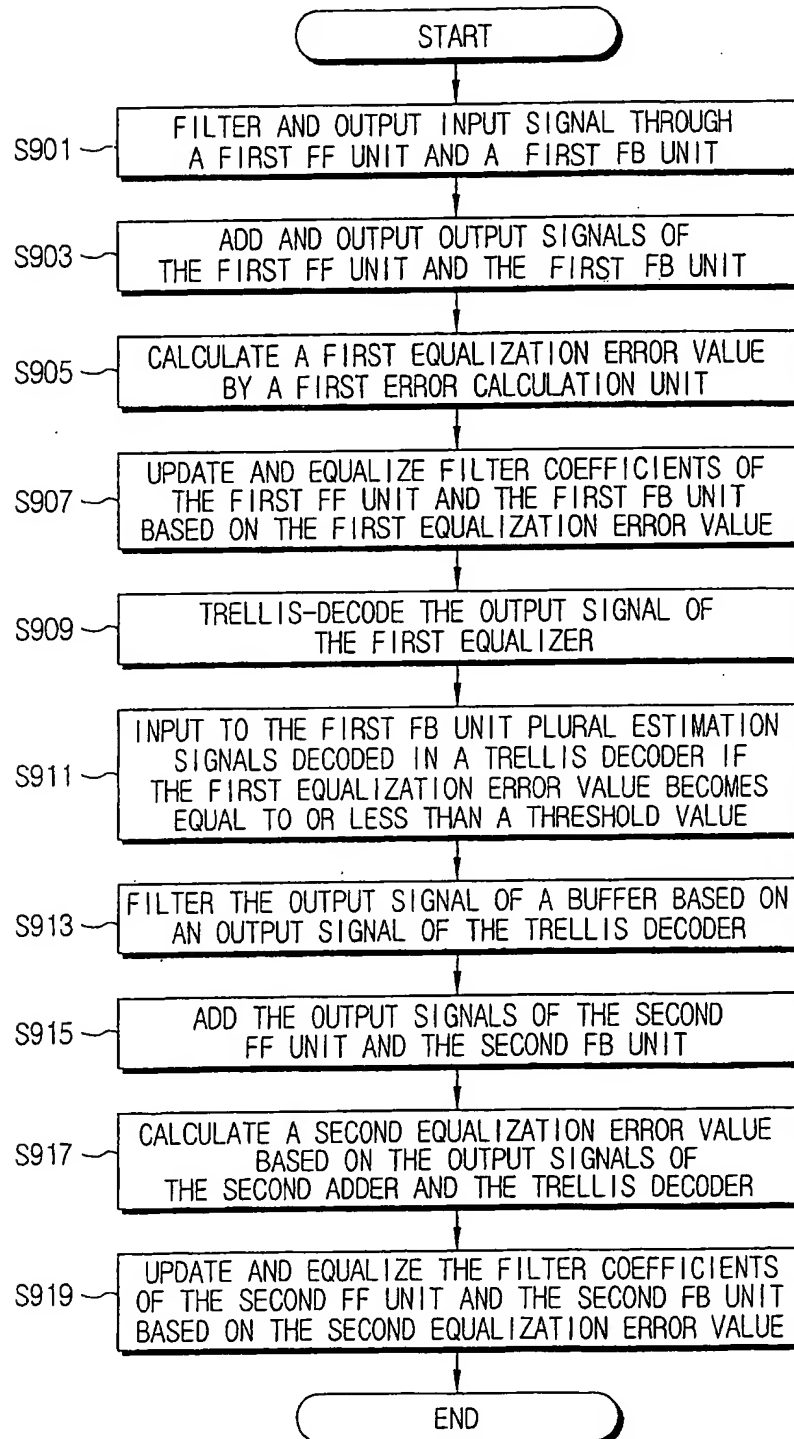 START
S901
FILTER AND OUTPUT INPUT SIGNAL THROUGH
A FIRST FF UNIT AND A FIRST FB UNIT
S903
ADD AND OUTPUT OUTPUT SIGNALS OF
THE FIRST FF UNIT AND THE FIRST FB UNIT
S905
CALCULATE A FIRST EQUALIZATION ERROR VALUE
BY A FIRST ERROR CALCULATION UNIT
S907
UPDATE AND EQUALIZE FILTER COEFFICIENTS OF
THE FIRST FF UNIT AND THE FIRST FB UNIT
BASED ON THE FIRST EQUALIZATION ERROR VALUE
S909
TRELLIS-DECODE THE OUTPUT SIGNAL OF
THE FIRST EQUALIZER
S911
INPUT TO THE FIRST FB UNIT PLURAL ESTIMATION
SIGNALS DECODED IN A TRELLIS DECODER IF
THE FIRST EQUALIZATION ERROR VALUE BECOMES
EQUAL TO OR LESS THAN A THRESHOLD VALUE
S913
FILTER THE OUTPUT SIGNAL OF A BUFFER BASED ON
AN OUTPUT SIGNAL OF THE TRELLIS DECODER
S915
ADD THE OUTPUT SIGNALS OF THE SECOND
FF UNIT AND THE SECOND FB UNIT
S917
CALCULATE A SECOND EQUALIZATION ERROR VALUE
BASED ON THE OUTPUT SIGNALS OF
THE SECOND ADDER AND THE TRELLIS DECODER
S919
UPDATE AND EQUALIZE THE FILTER COEFFICIENTS
OF THE SECOND FF UNIT AND THE SECOND FB UNIT
BASED ON THE SECOND EQUALIZATION ERROR VALUE
END